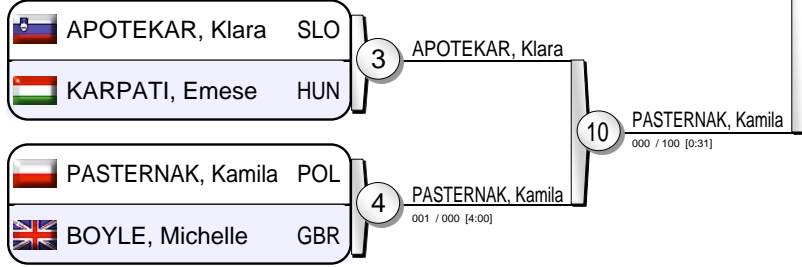 APOTEKAR, Klara SLO
KARPATI, Emese HUN
3
APOTEKAR, Klara
PASTERNAK, Kamila POL
BOYLE, Michelle GBR
4
PASTERNAK, Kamila
001 / 000 [4:00]
10
PASTERNAK, Kamila
000 / 100 [0:31]